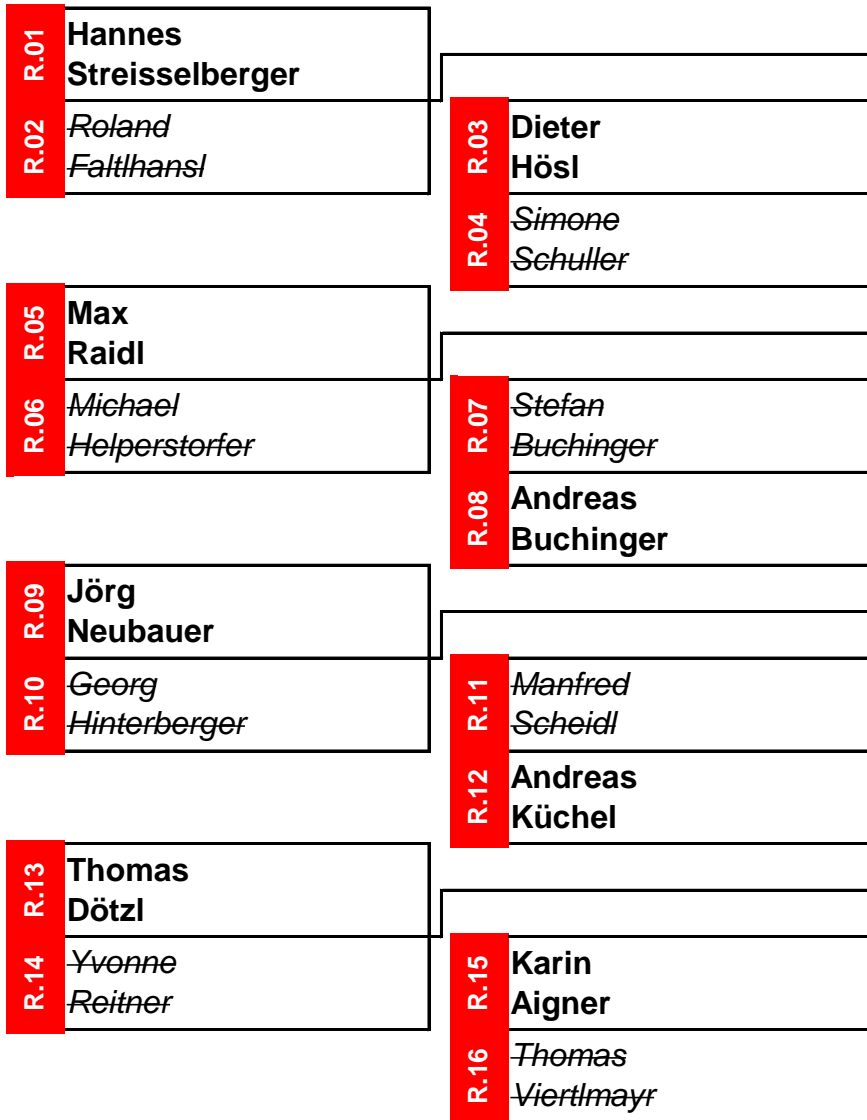 R.01
Hannes
Streisselberger
R.02
Roland
Faltlhansl
R.03
Dieter
Hösl
R.04
Simone
Schuller
R.05
Max
Raidl
R.06
Michael
Helperstorfer
R.07
Stefan
Buchinger
R.08
Andreas
Buchinger
R.09
Jörg
Neubauer
R.10
Georg
Hinterberger
R.11
Manfred
Scheidl
R.12
Andreas
Küchel
R.13
Thomas
Dötzl
R.14
Yvonne
Reitner
R.15
Karin
Aigner
R.16
Thomas
Viertlmayr